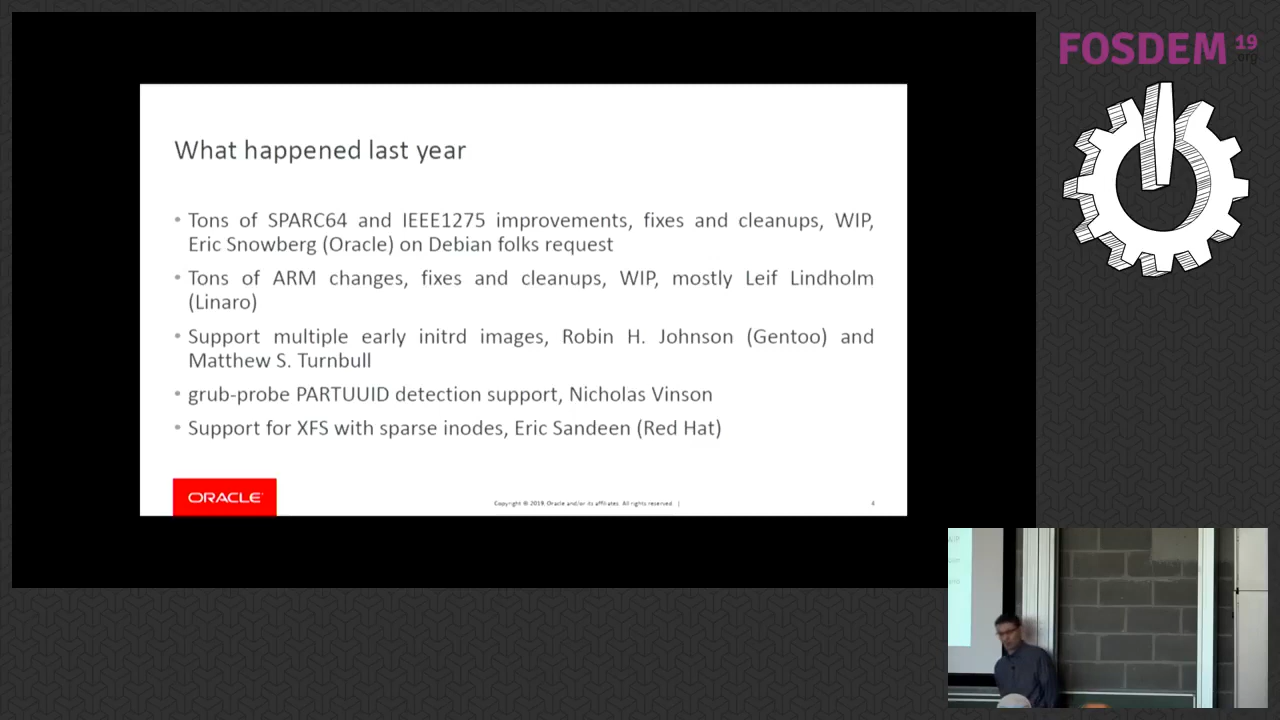 FOSDEM 19
.org
What happened last year
• Tons of SPARC64 and IEEE1275 improvements, fixes and cleanups, WIP,
Eric Snowberg (Oracle) on Debian folks request
• Tons of ARM changes, fixes and cleanups, WIP, mostly Leif Lindholm
(Linaro)
• Support multiple early initrd images, Robin H. Johnson (Gentoo) and
Matthew S. Turnbull
• grub-probe PARTUUID detection support, Nicholas Vinson
• Support for XFS with sparse inodes, Eric Sandeen (Red Hat)
ORACLE
Copyright © 2019, Oracle and/or its affiliates. All rights reserved. |
4